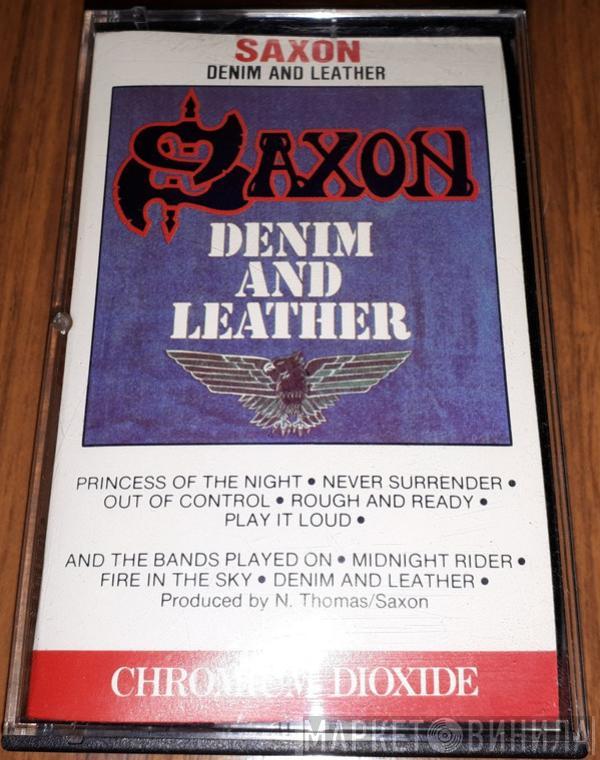 SAXON
DENIM AND LEATHER
SAXON
DENIM
AND
LEATHER
PRINCESS OF THE NIGHT • NEVER SURRENDER •
OUT OF CONTROL • ROUGH AND READY •
PLAY IT LOUD •
AND THE BANDS PLAYED ON • MIDNIGHT RIDER •
FIRE IN THE SKY • DENIM AND LEATHER •
Produced by N. Thomas/Saxon
CHROMIUM DIOXIDE
МАРКЕТ ВИНИЛА